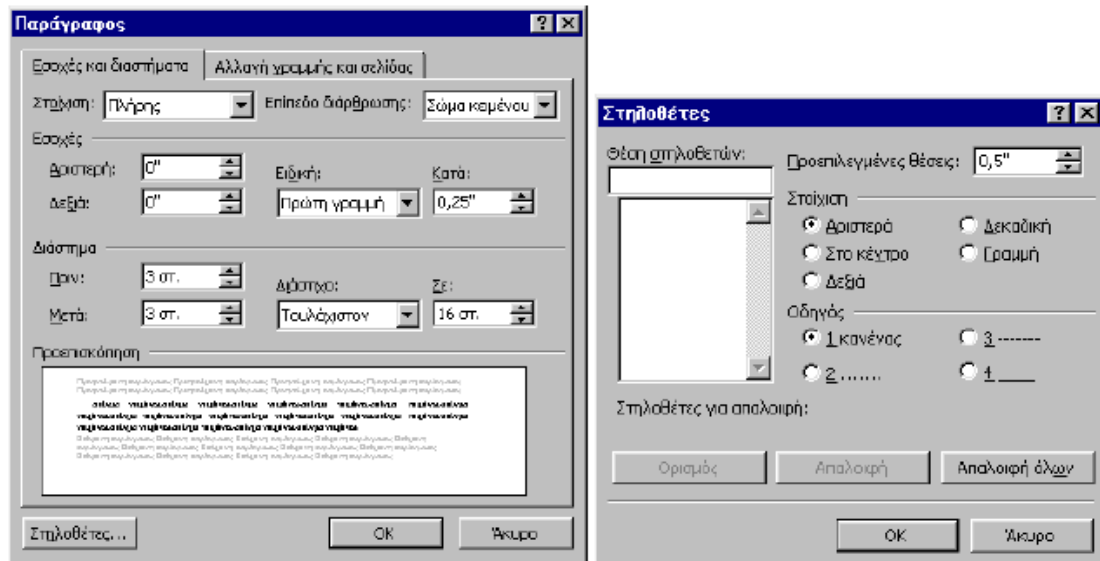 Παράγραφος
Εσοχές και διαστήματα
Αλλαγή γραμμής και σελίδας
Στοίχιση: Πλήρης
Επίπεδο διάρθρωσης: Σώμα κειμένου
Εσοχές
Αριστερή: 0"
Δεξιά: 0"
Ειδική: Κατά:
Πρώτη γραμμή 0,25"
Διάστημα
Πριν: 3 στ.
Μετά: 3 στ.
Διάστιχο: Σε:
Τουλάχιστον 16 στ.
Προεπισκόπηση
Στηλοθέτες...
OK
Άκυρο
Στηλοθέτες
Θέση στηλοθετών:
Προεπιλεγμένες θέσεις: 0,5"
Στοίχιση
Αριστερά Δεκαδική
Στο κέντρο Γραμμή
Δεξιά
Οδηγός
1 κανένας 3 -------
2 ....... 4 ____
Στηλοθέτες για απαλοιφή:
Ορισμός Απαλοιφή Απαλοιφή όλων
OK Άκυρο